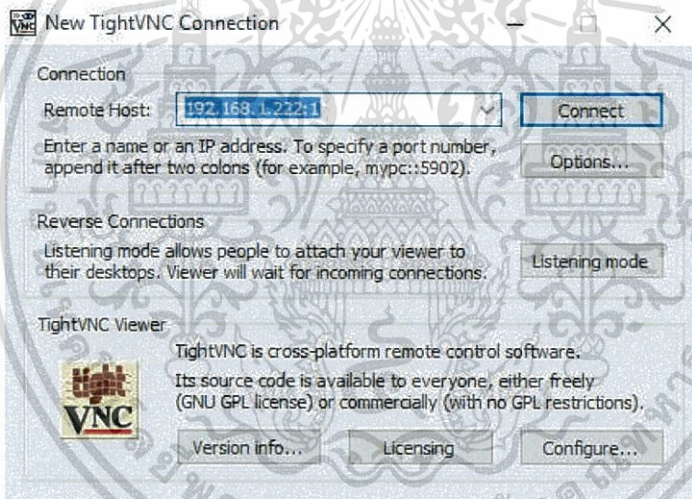 New TightVNC Connection
Connection
Remote Host: 192.168.1.222:1 Connect
Enter a name or an IP address. To specify a port number,
append it after two colons (for example, mypc::5902).
Options...
Reverse Connections
Listening mode allows people to attach your viewer to
their desktops. Viewer will wait for incoming connections.
Listening mode
TightVNC Viewer
TightVNC is cross-platform remote control software.
Its source code is available to everyone, either freely
(GNU GPL license) or commercially (with no GPL restrictions).
tight
VNC
Version info... Licensing Configure...